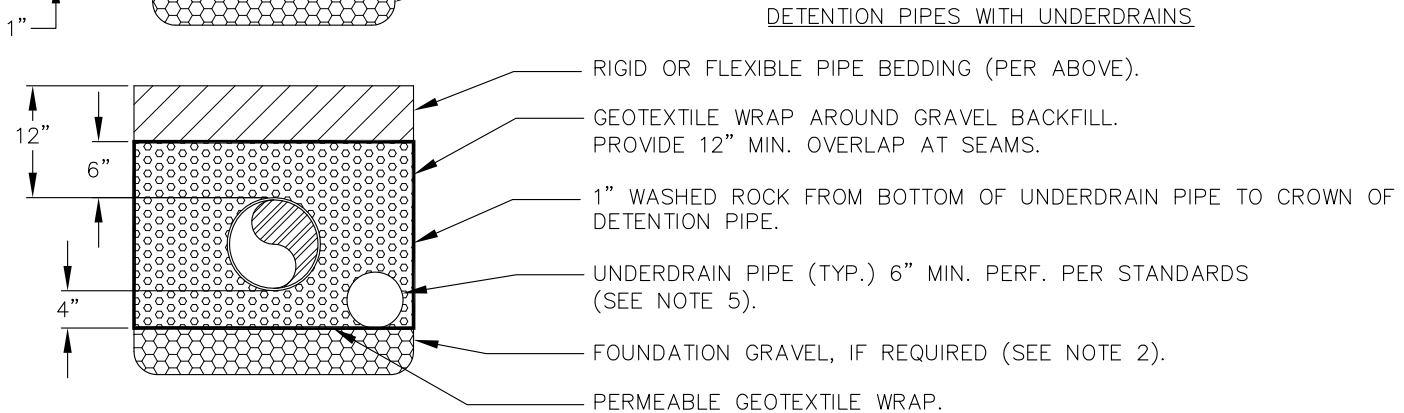 1"
DETENTION PIPES WITH UNDERDRAINS
RIGID OR FLEXIBLE PIPE BEDDING (PER ABOVE).
12"
GEOTEXTILE WRAP AROUND GRAVEL BACKFILL.
PROVIDE 12" MIN. OVERLAP AT SEAMS.
6"
1" WASHED ROCK FROM BOTTOM OF UNDERDRAIN PIPE TO CROWN OF
DETENTION PIPE.
UNDERDRAIN PIPE (TYP.) 6" MIN. PERF. PER STANDARDS
(SEE NOTE 5).
4"
FOUNDATION GRAVEL, IF REQUIRED (SEE NOTE 2).
PERMEABLE GEOTEXTILE WRAP.